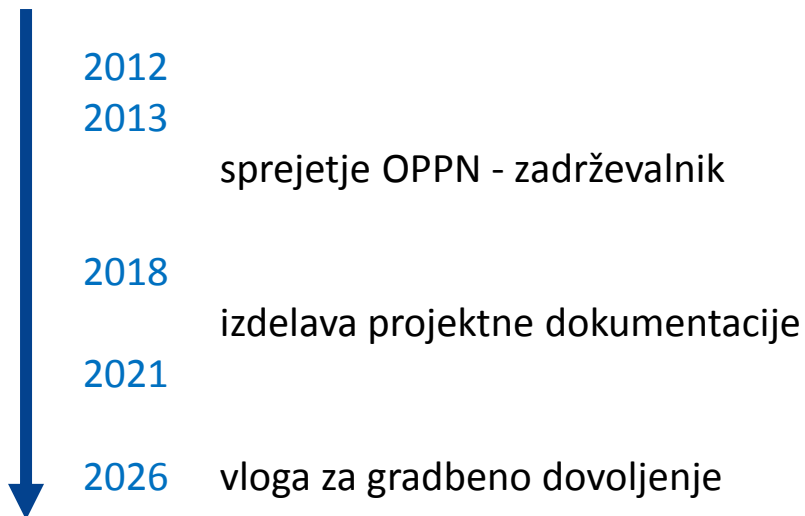 2012
2013
sprejetje OPPN - zadrževalnik
2018
izdelava projektne dokumentacije
2021
2026 vloga za gradbeno dovoljenje